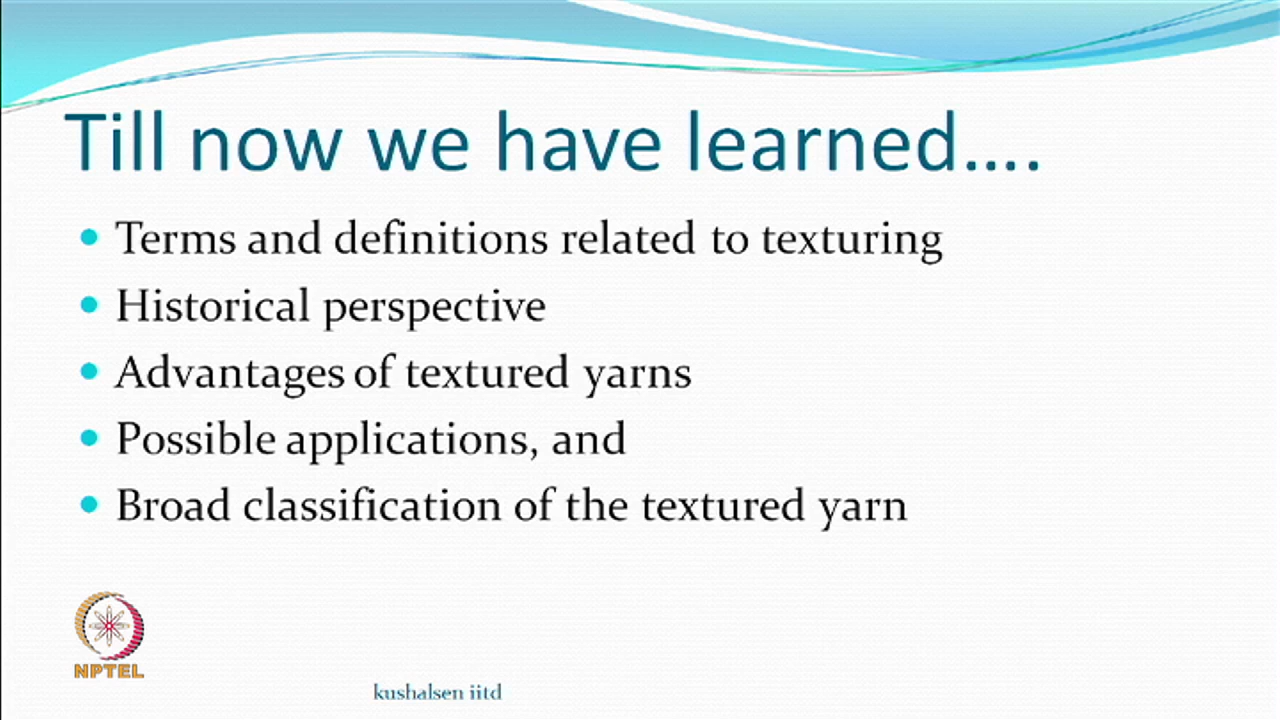 Till now we have learned....
Terms and definitions related to texturing
Historical perspective
Advantages of textured yarns
Possible applications, and
Broad classification of the textured yarn
NPTEL
kushalsen iitd